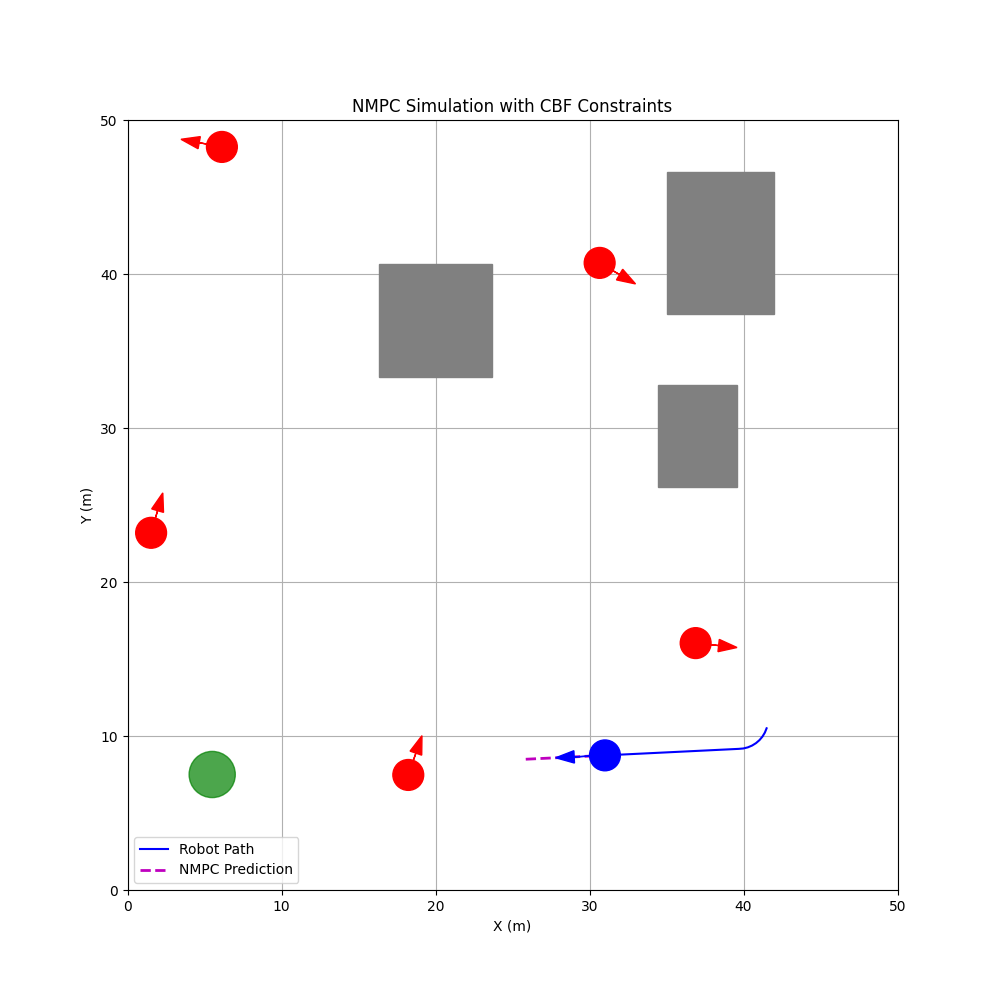 NMPC Simulation with CBF Constraints
50
40
30
20
10
0
Y (m)
Robot Path
NMPC Prediction
0 10 20 30 40 50
X (m)